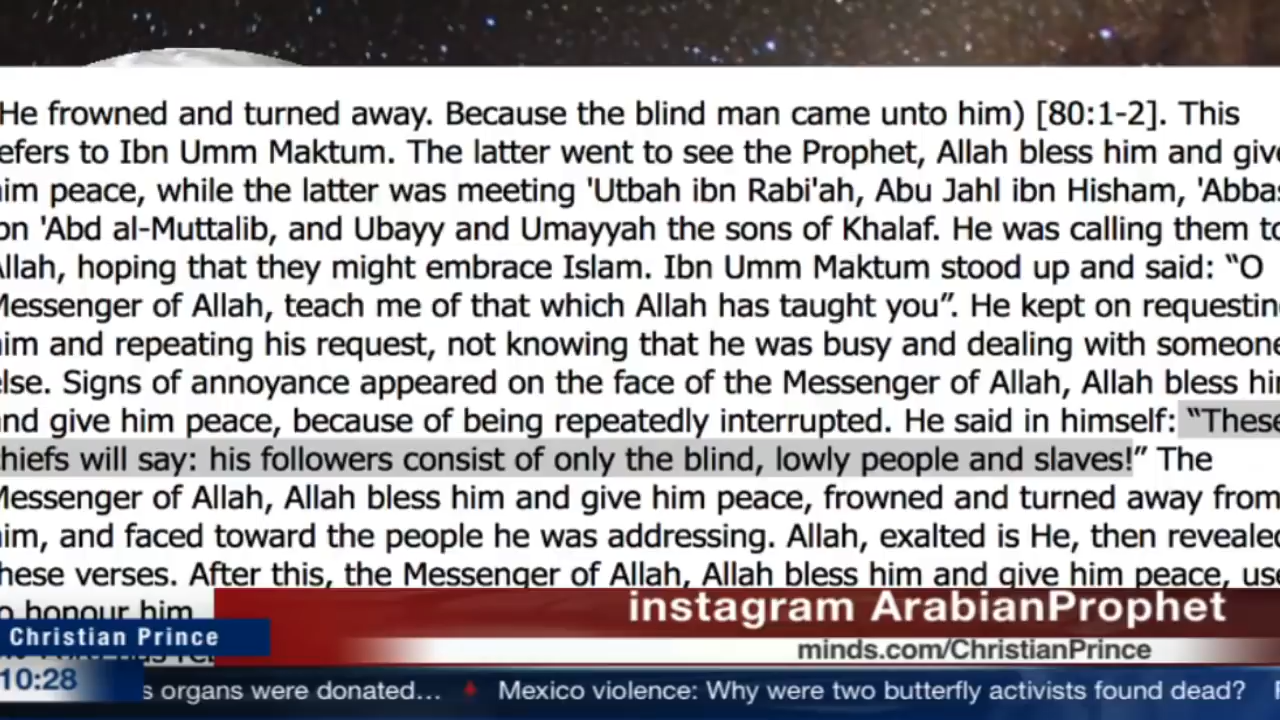 He frowned and turned away. Because the blind man came unto him) [80:1-2]. This
efers to Ibn Umm Maktum. The latter went to see the Prophet, Allah bless him and give
im peace, while the latter was meeting 'Utbah ibn Rabi'ah, Abu Jahl ibn Hisham, 'Abbas
bn 'Abd al-Muttalib, and Ubayy and Umayyah the sons of Khalaf. He was calling them to
Allah, hoping that they might embrace Islam. Ibn Umm Maktum stood up and said: “O
Messenger of Allah, teach me of that which Allah has taught you”. He kept on requesting
him and repeating his request, not knowing that he was busy and dealing with someone
else. Signs of annoyance appeared on the face of the Messenger of Allah, Allah bless him
and give him peace, because of being repeatedly interrupted. He said in himself: “These
chiefs will say: his followers consist of only the blind, lowly people and slaves!” The
Messenger of Allah, Allah bless him and give him peace, frowned and turned away from
him, and faced toward the people he was addressing. Allah, exalted is He, then revealed
these verses. After this, the Messenger of Allah, Allah bless him and give him peace, use
o honour him
instagram ArabianProphet
Christian Prince
minds.com/ChristianPrince
10:28
s organs were donated... Mexico violence: Why were two butterfly activists found dead?